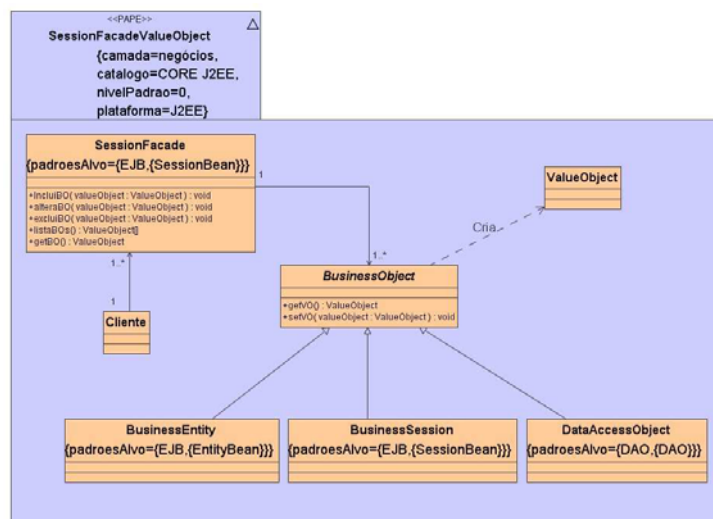 <<PAPE>>
SessionFacadeValueObject
{camada=negócios,
catalogo=CORE J2EE,
nivelPadrao=0,
plataforma=J2EE}
SessionFacade
{padroesAlvo={EJB,{SessionBean}}}
+incluiBO( valueObject : ValueObject ) : void
+alteraBO( valueObject : ValueObject ) : void
+excluiBO( valueObject : ValueObject ) : void
+listaBOs() : ValueObject[]
+getBO() : ValueObject
1
ValueObject
Cria
1..*
1..*
BusinessObject
+getVO() : ValueObject
+setVO( valueObject : ValueObject ) : void
1
Cliente
BusinessEntity
{padroesAlvo={EJB,{EntityBean}}}
BusinessSession
{padroesAlvo={EJB,{SessionBean}}}
DataAccessObject
{padroesAlvo={DAO,{DAO}}}